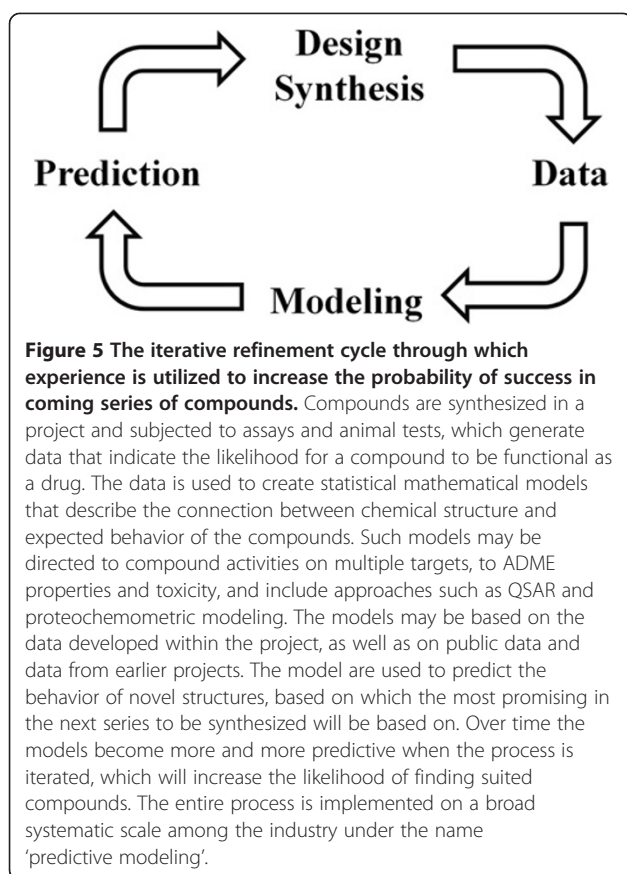 Design
Synthesis
Prediction
Data
Modeling
Figure 5 The iterative refinement cycle through which
experience is utilized to increase the probability of success in
coming series of compounds. Compounds are synthesized in a
project and subjected to assays and animal tests, which generate
data that indicate the likelihood for a compound to be functional as
a drug. The data is used to create statistical mathematical models
that describe the connection between chemical structure and
expected behavior of the compounds. Such models may be
directed to compound activities on multiple targets, to ADME
properties and toxicity, and include approaches such as QSAR and
proteochemometric modeling. The models may be based on the
data developed within the project, as well as on public data and
data from earlier projects. The model are used to predict the
behavior of novel structures, based on which the most promising in
the next series to be synthesized will be based on. Over time the
models become more and more predictive when the process is
iterated, which will increase the likelihood of finding suited
compounds. The entire process is implemented on a broad
systematic scale among the industry under the name
‘predictive modeling’.